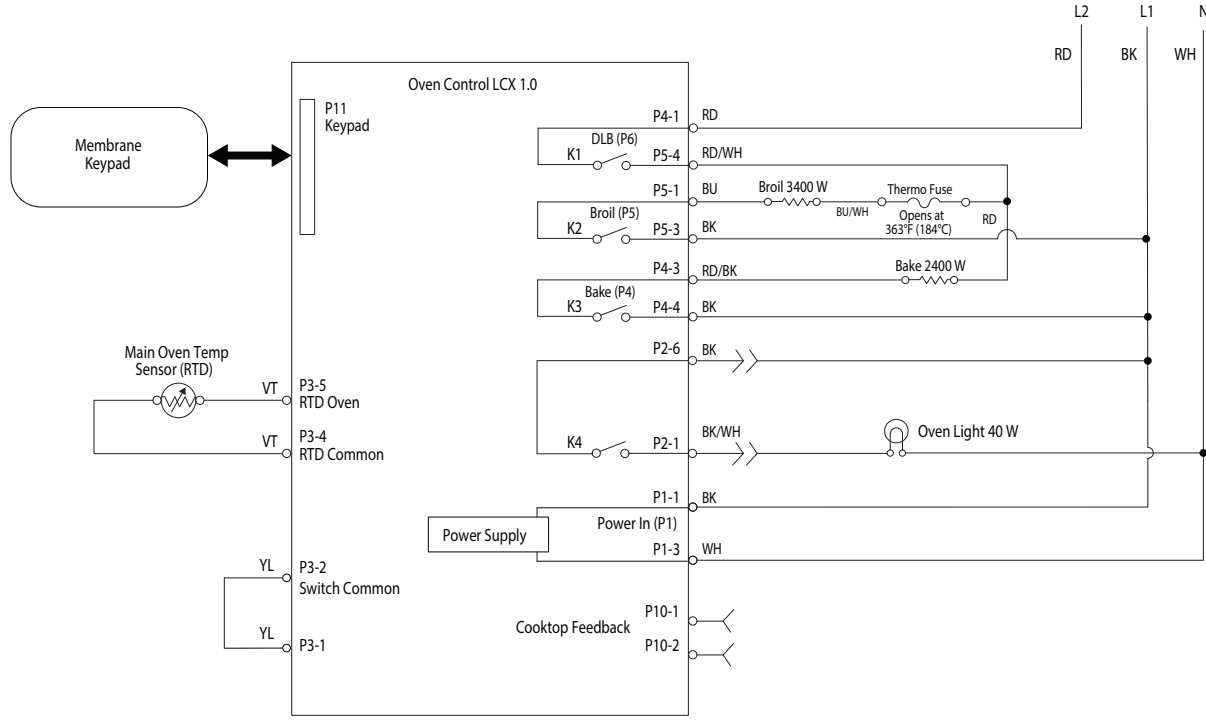 L2
L1
N
RD
BK
WH
Oven Control LCX 1.0
P11
Keypad
Membrane
Keypad
P4-1
RD
DLB (P6)
K1
P5-4
RD/WH
P5-1
BU
Broil 3400 W
BU/WH
Thermo Fuse
Opens at
363°F (184°C)
RD
Broil (P5)
K2
P5-3
BK
P4-3
RD/BK
Bake 2400 W
Bake (P4)
K3
P4-4
BK
P2-6
BK
Main Oven Temp
Sensor (RTD)
VT
P3-5
RTD Oven
VT
P3-4
RTD Common
K4
P2-1
BK/WH
Oven Light 40 W
P1-1
BK
Power Supply
Power In (P1)
P1-3
WH
YL
P3-2
Switch Common
YL
P3-1
Cooktop Feedback
P10-1
P10-2